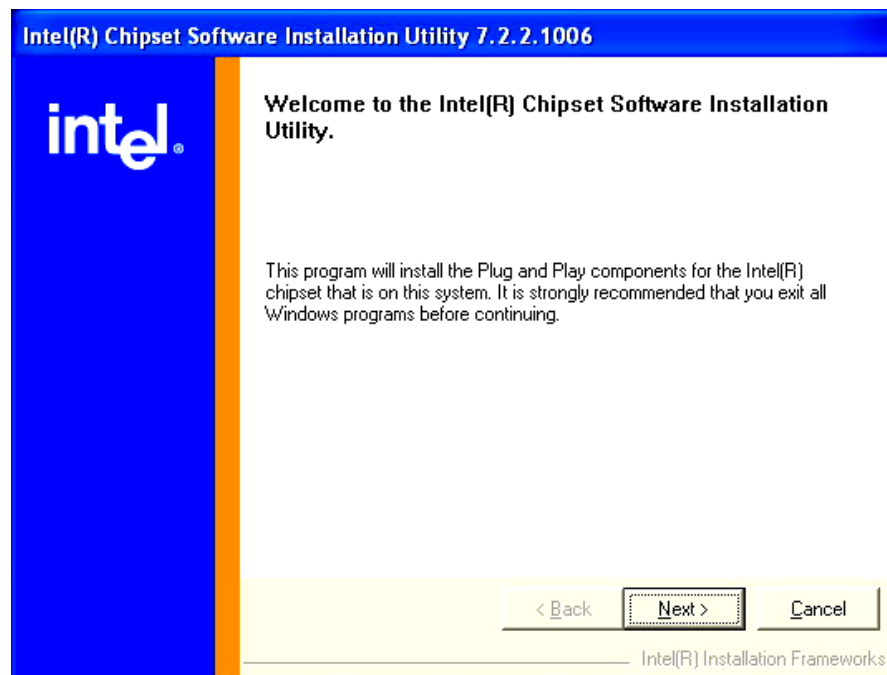 Intel(R) Chipset Software Installation Utility 7.2.2.1006
intel®
Welcome to the Intel(R) Chipset Software Installation
Utility.
This program will install the Plug and Play components for the Intel(R)
chipset that is on this system. It is strongly recommended that you exit all
Windows programs before continuing.
< Back
Next >
Cancel
Intel(R) Installation Frameworks